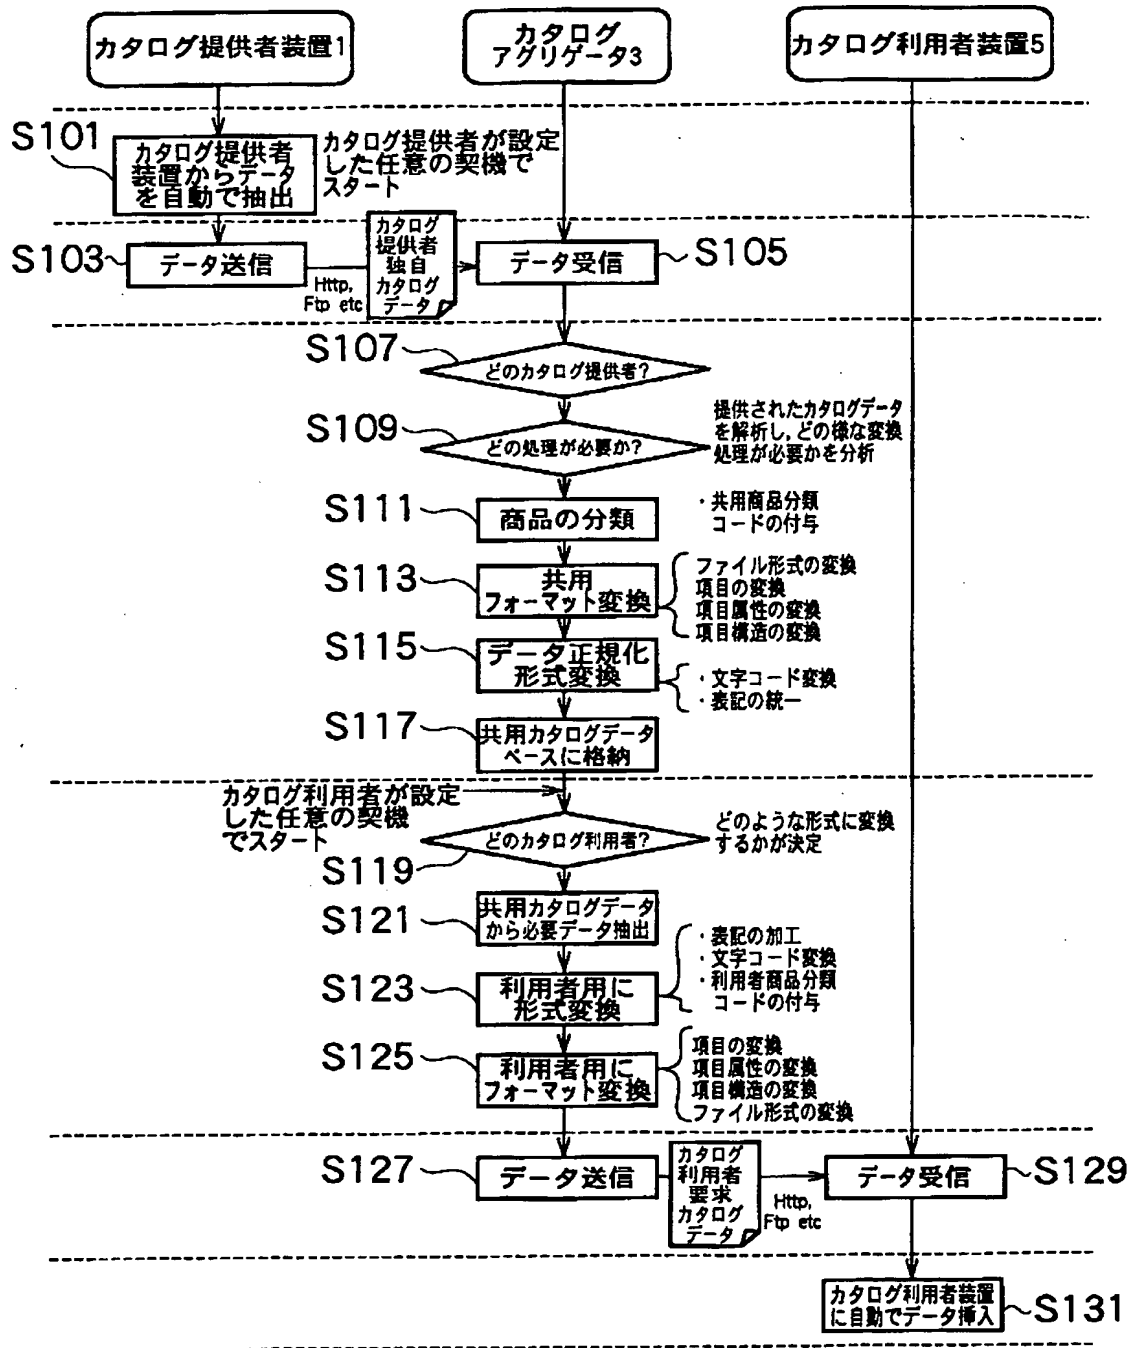 カタログ提供者装置1
カタログ
アグリゲータ3
カタログ利用者装置5
S101
カタログ提供者
装置からデータ
を自動で抽出
カタログ提供者が設定
した任意の契機で
スタート
S103
データ送信
Http,
Ftp etc
カタログ
提供者
独自
カタログ
データ
データ受信
S105
S107
どのカタログ提供者?
S109
どの処理が必要か?
提供されたカタログデータ
を解析し,どの様な変換
処理が必要かを分析
S111
商品の分類
・共用商品分類
コードの付与
S113
共用
フォーマット変換
ファイル形式の変換
項目の変換
項目属性の変換
項目構造の変換
S115
データ正規化
形式変換
・文字コード変換
・表記の統一
S117
共用カタログデータ
ベースに格納
カタログ利用者が設定
した任意の契機
でスタート
どのカタログ利用者?
S119
どのような形式に変換
するかが決定
S121
共用カタログデータ
から必要データ抽出
S123
利用者用に
形式変換
・表記の加工
・文字コード変換
・利用者商品分類
コードの付与
S125
利用者用に
フォーマット変換
項目の変換
項目属性の変換
項目構造の変換
ファイル形式の変換
S127
データ送信
カタログ
利用者
要求
カタログ
データ
Http,
Ftp etc
データ受信
S129
カタログ利用者装置
に自動でデータ挿入
S131